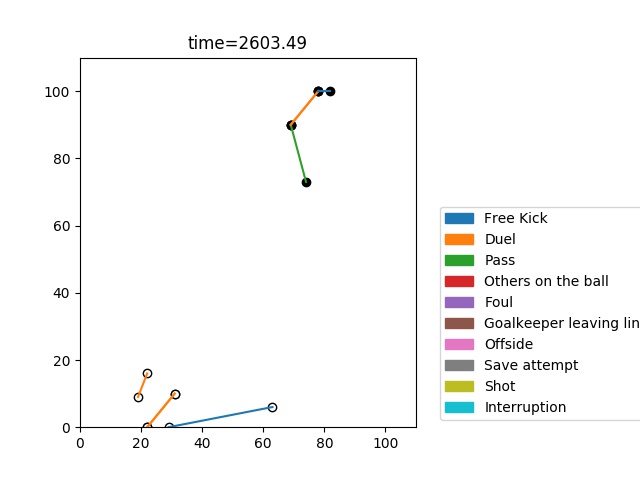 time=2603.49
100
80
60
40
20
0
0 20 40 60 80 100
Free Kick
Duel
Pass
Others on the ball
Foul
Goalkeeper leaving lin
Offside
Save attempt
Shot
Interruption